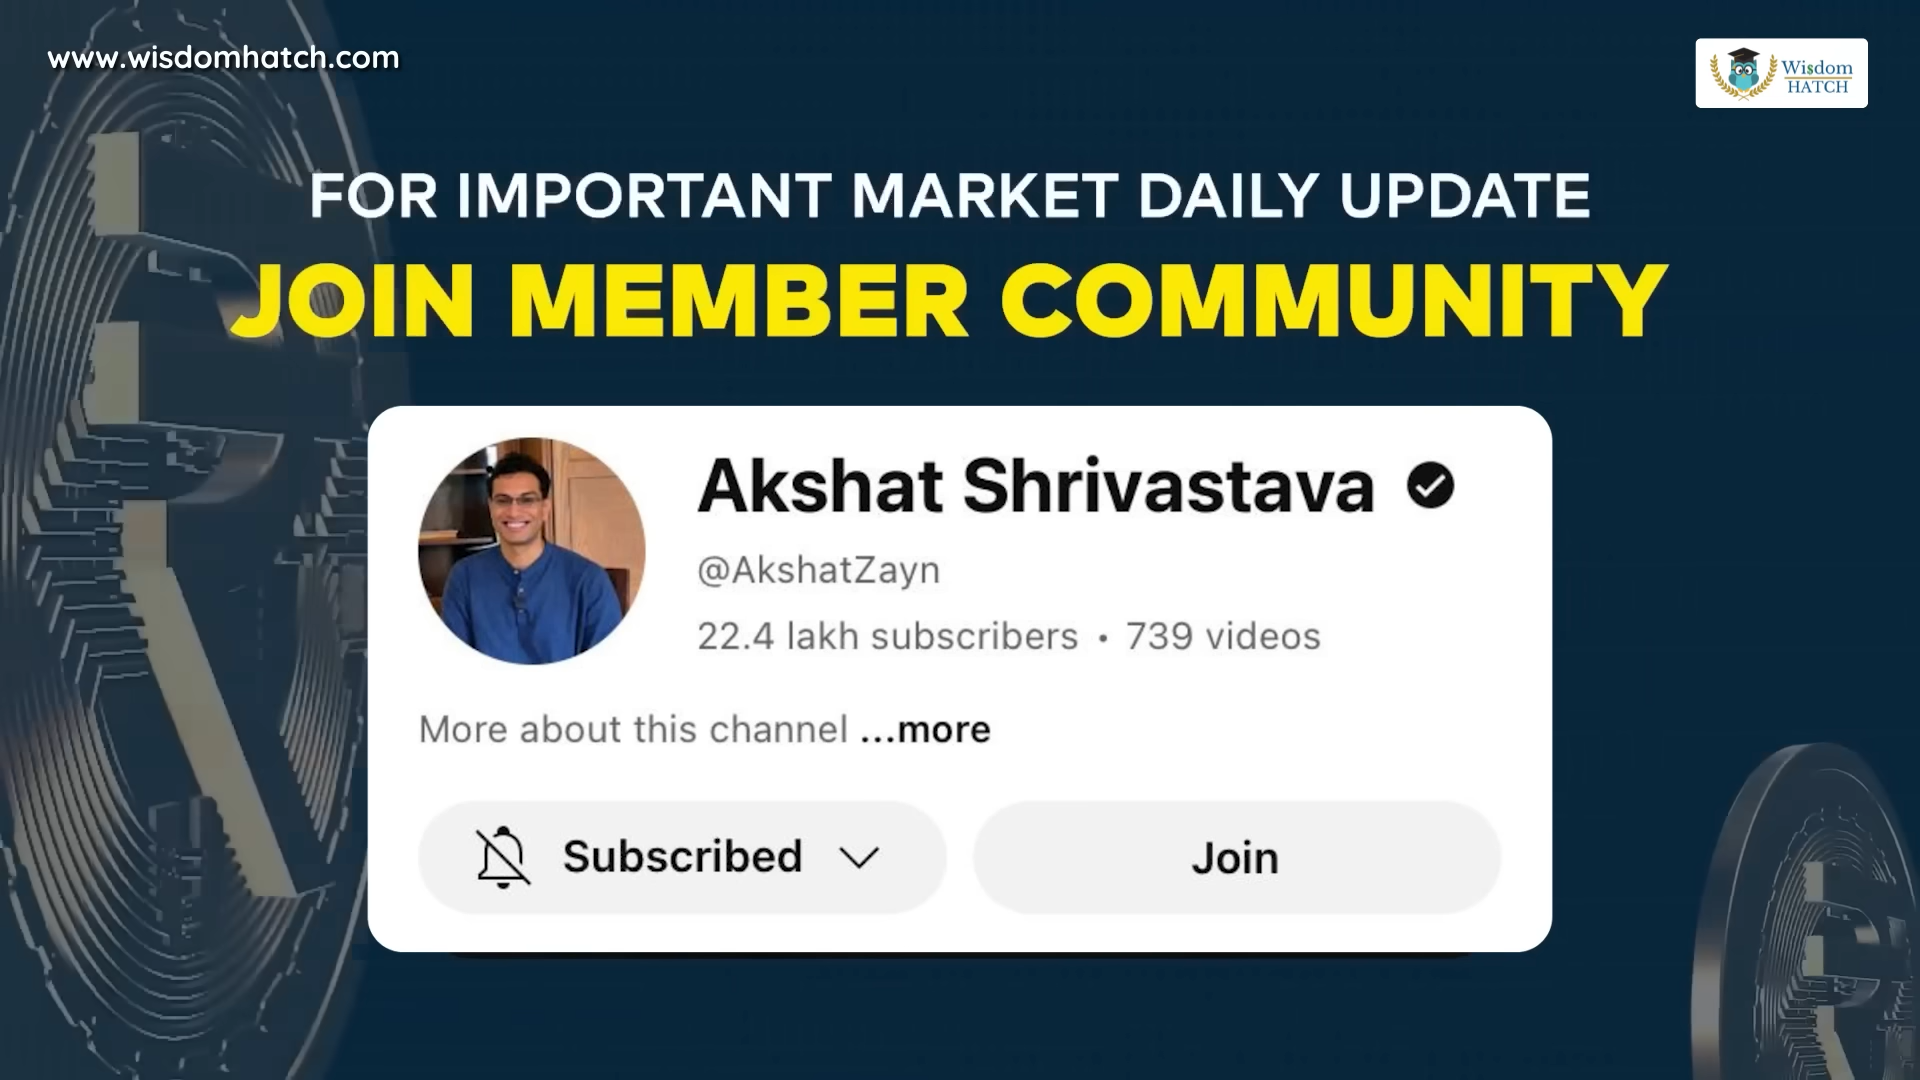 www.wisdomhatch.com
Wisdom
HATCH
FOR IMPORTANT MARKET DAILY UPDATE
JOIN MEMBER COMMUNITY
Akshat Shrivastava
@AkshatZayn
22.4 lakh subscribers • 739 videos
More about this channel ...more
Subscribed
Join